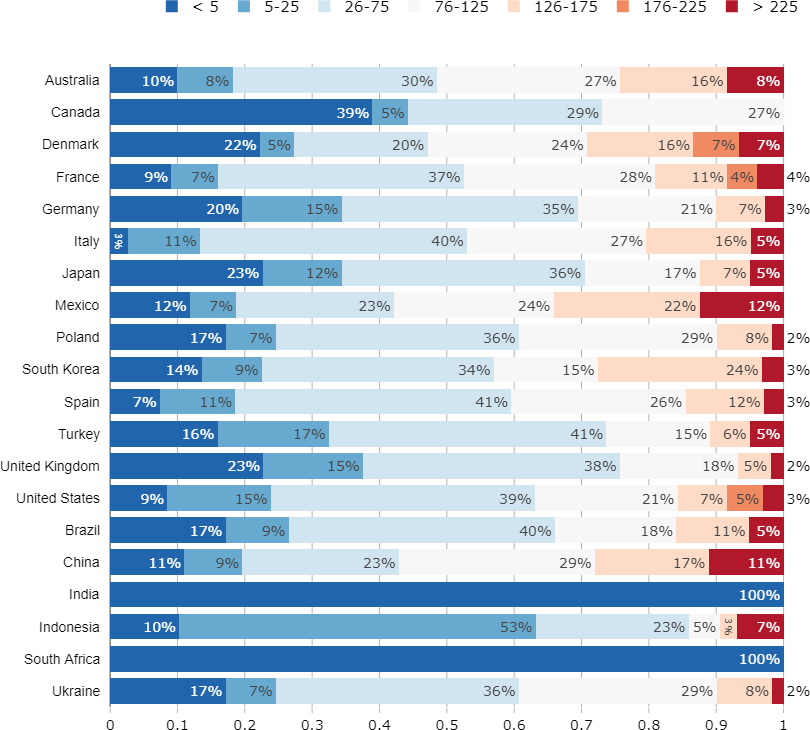 < 5 5-25 26-75 76-125 126-175 176-225 > 225
Australia 10% 8% 30% 27% 16% 8%
Canada 39% 5% 29% 27%
Denmark 22% 5% 20% 24% 16% 7% 7%
France 9% 7% 37% 28% 11% 4% 4%
Germany 20% 15% 35% 21% 7% 3%
Italy 3% 11% 40% 27% 16% 5%
Japan 23% 12% 36% 17% 7% 5%
Mexico 12% 7% 23% 24% 22% 12%
Poland 17% 7% 36% 29% 8% 2%
South Korea 14% 9% 34% 15% 24% 3%
Spain 7% 11% 41% 26% 12% 3%
Turkey 16% 17% 41% 15% 6% 5%
United Kingdom 23% 15% 38% 18% 5% 2%
United States 9% 15% 39% 21% 7% 5% 3%
Brazil 17% 9% 40% 18% 11% 5%
China 11% 9% 23% 29% 17% 11%
India 100%
Indonesia 10% 53% 23% 5% 3% 7%
South Africa 100%
Ukraine 17% 7% 36% 29% 8% 2%
0 0.1 0.2 0.3 0.4 0.5 0.6 0.7 0.8 0.9 1